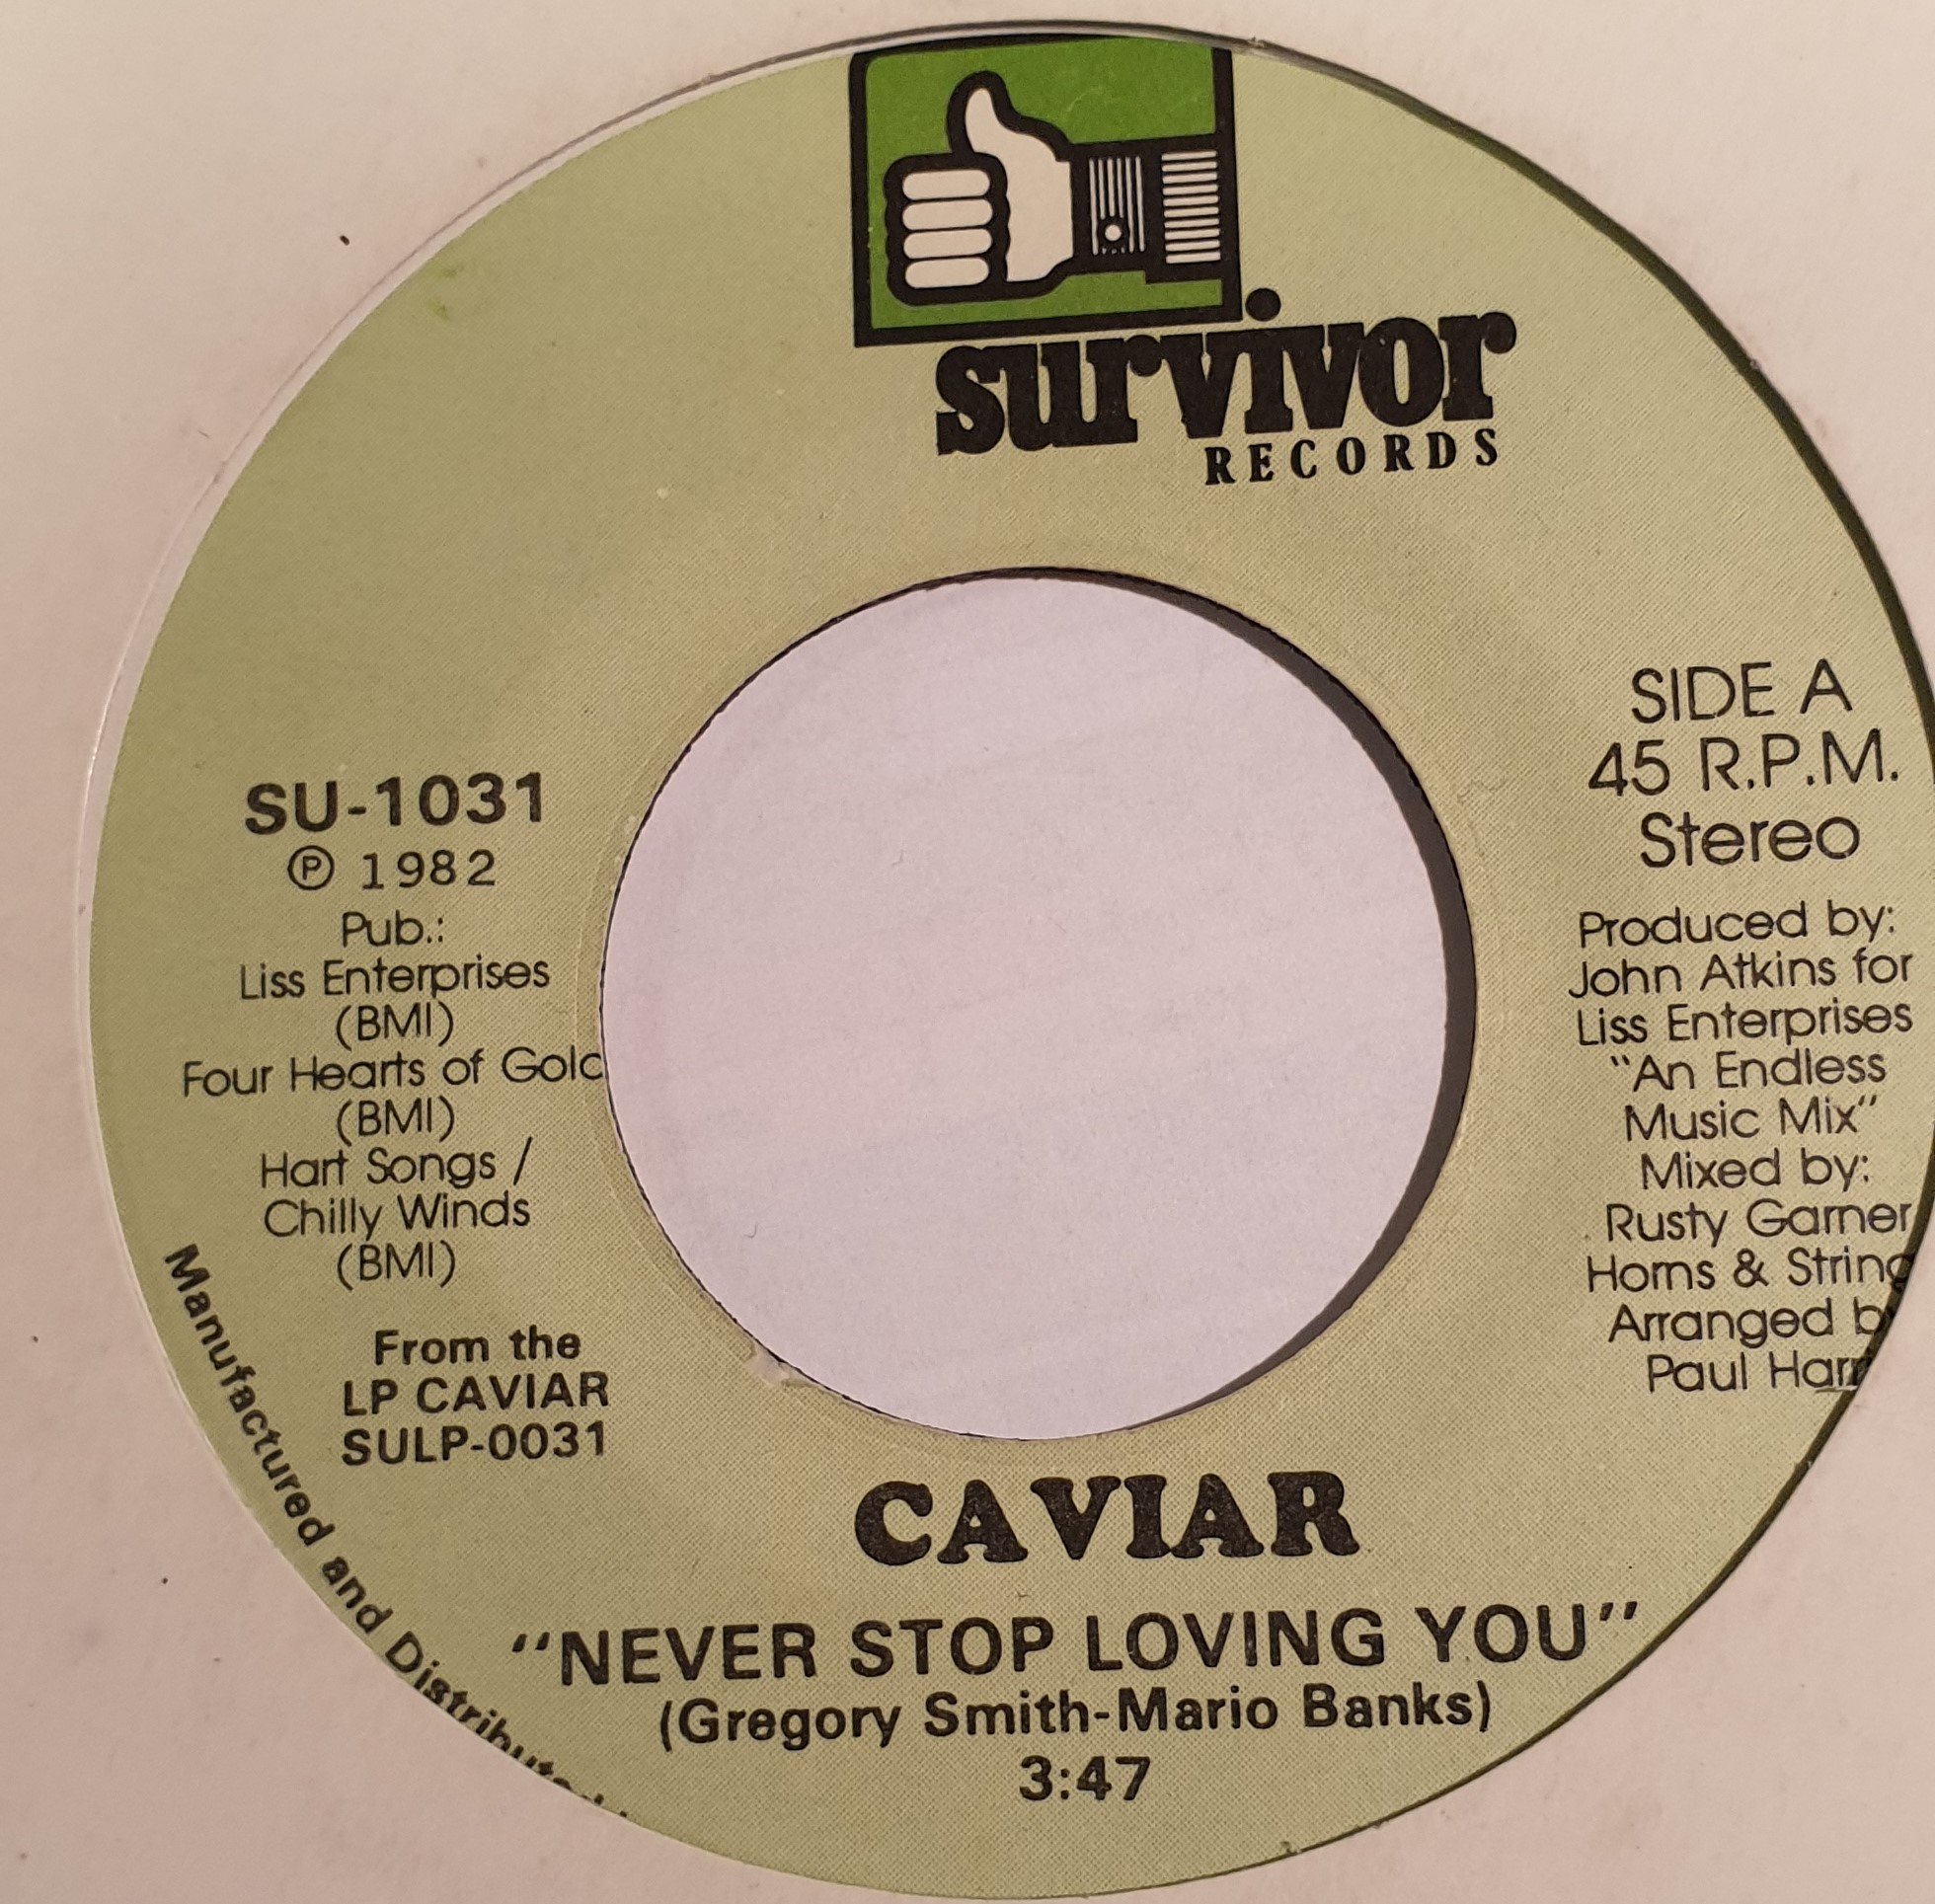 survivor
RECORDS
SU-1031
℗ 1982
Pub.:
Liss Enterprises
(BMI)
Four Hearts of Gold
(BMI)
Hart Songs /
Chilly Winds
(BMI)
From the
LP CAVIAR
SULP-0031
SIDE A
45 R.P.M.
Stereo
Produced by:
John Atkins for
Liss Enterprises
"An Endless
Music Mix"
Mixed by:
Rusty Garner
Horns & String
Arranged b
Paul Harr
CAVIAR
"NEVER STOP LOVING YOU"
(Gregory Smith-Mario Banks)
3:47
Manufactured and Distributed